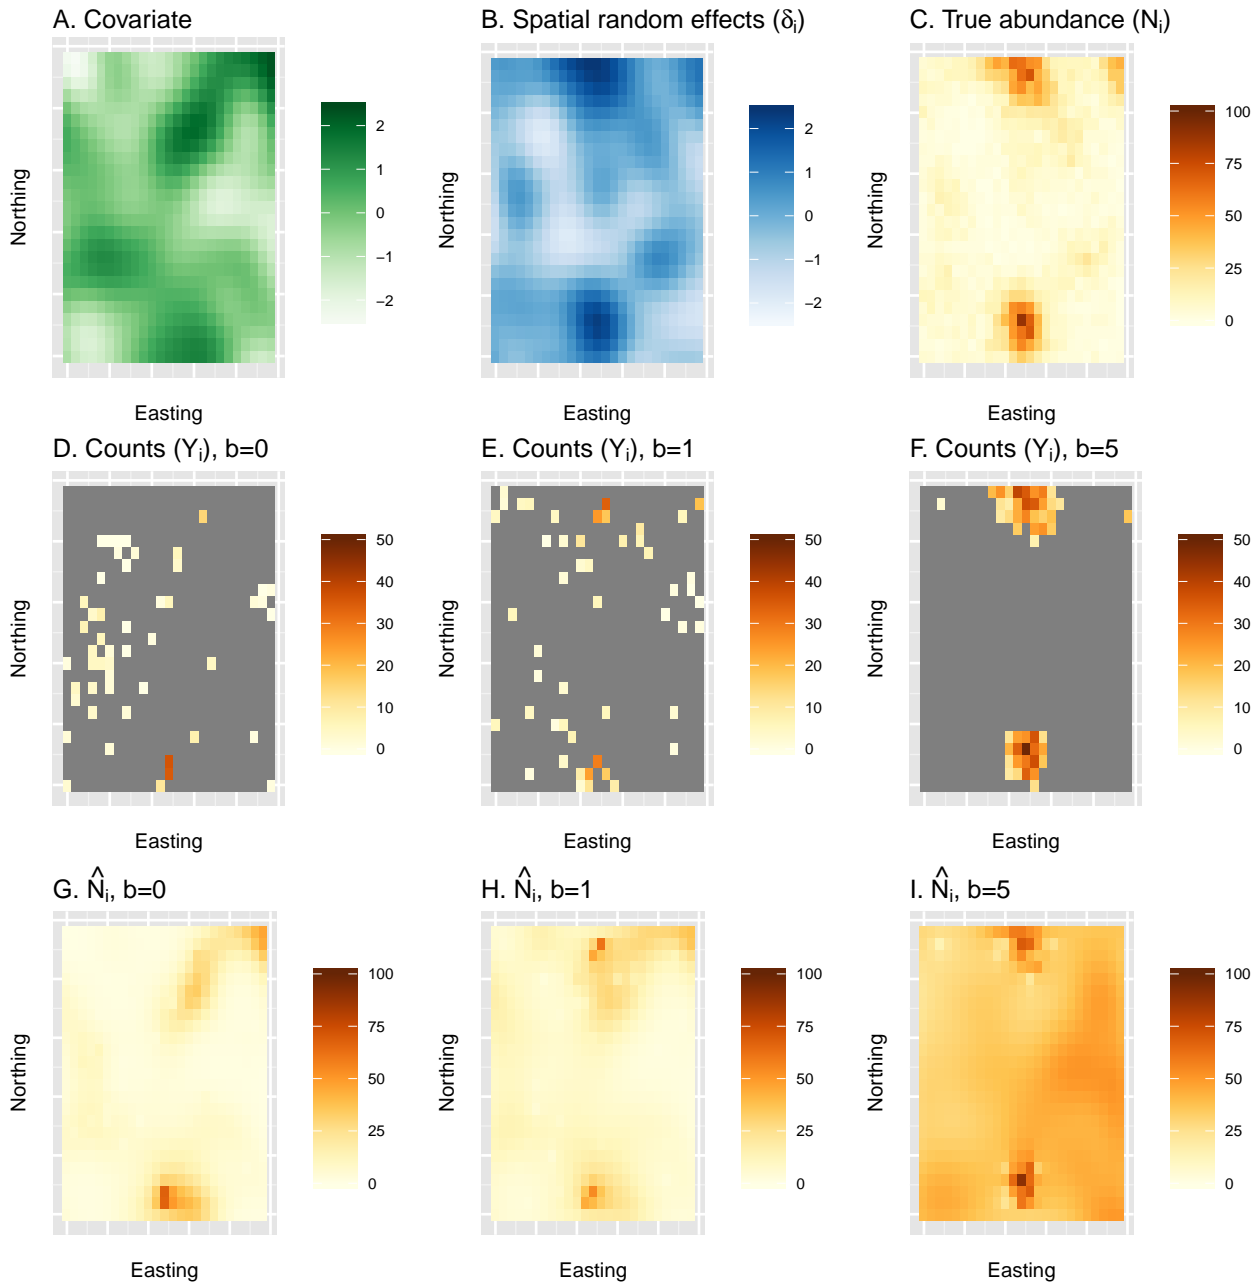 A. Covariate
B. Spatial random effects (δi)
C. True abundance (Ni)
Northing
2
1
0
−1
−2
Easting
Northing
2
1
0
−1
−2
Easting
Northing
100
75
50
25
0
Easting
D. Counts (Yi), b=0
E. Counts (Yi), b=1
F. Counts (Yi), b=5
Northing
50
40
30
20
10
0
Easting
Northing
50
40
30
20
10
0
Easting
Northing
50
40
30
20
10
0
Easting
G. N̂i, b=0
H. N̂i, b=1
I. N̂i, b=5
Northing
100
75
50
25
0
Easting
Northing
100
75
50
25
0
Easting
Northing
100
75
50
25
0
Easting